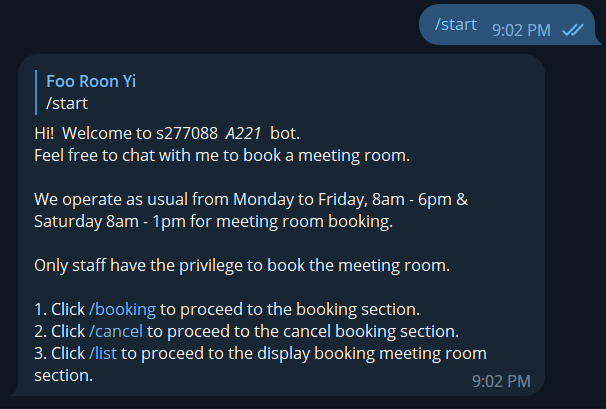 /start 9:02 PM
Foo Roon Yi
/start
Hi! Welcome to s277088 A221 bot.
Feel free to chat with me to book a meeting room.
We operate as usual from Monday to Friday, 8am - 6pm &
Saturday 8am - 1pm for meeting room booking.
Only staff have the privilege to book the meeting room.
1. Click /booking to proceed to the booking section.
2. Click /cancel to proceed to the cancel booking section.
3. Click /list to proceed to the display booking meeting room
section.
9:02 PM